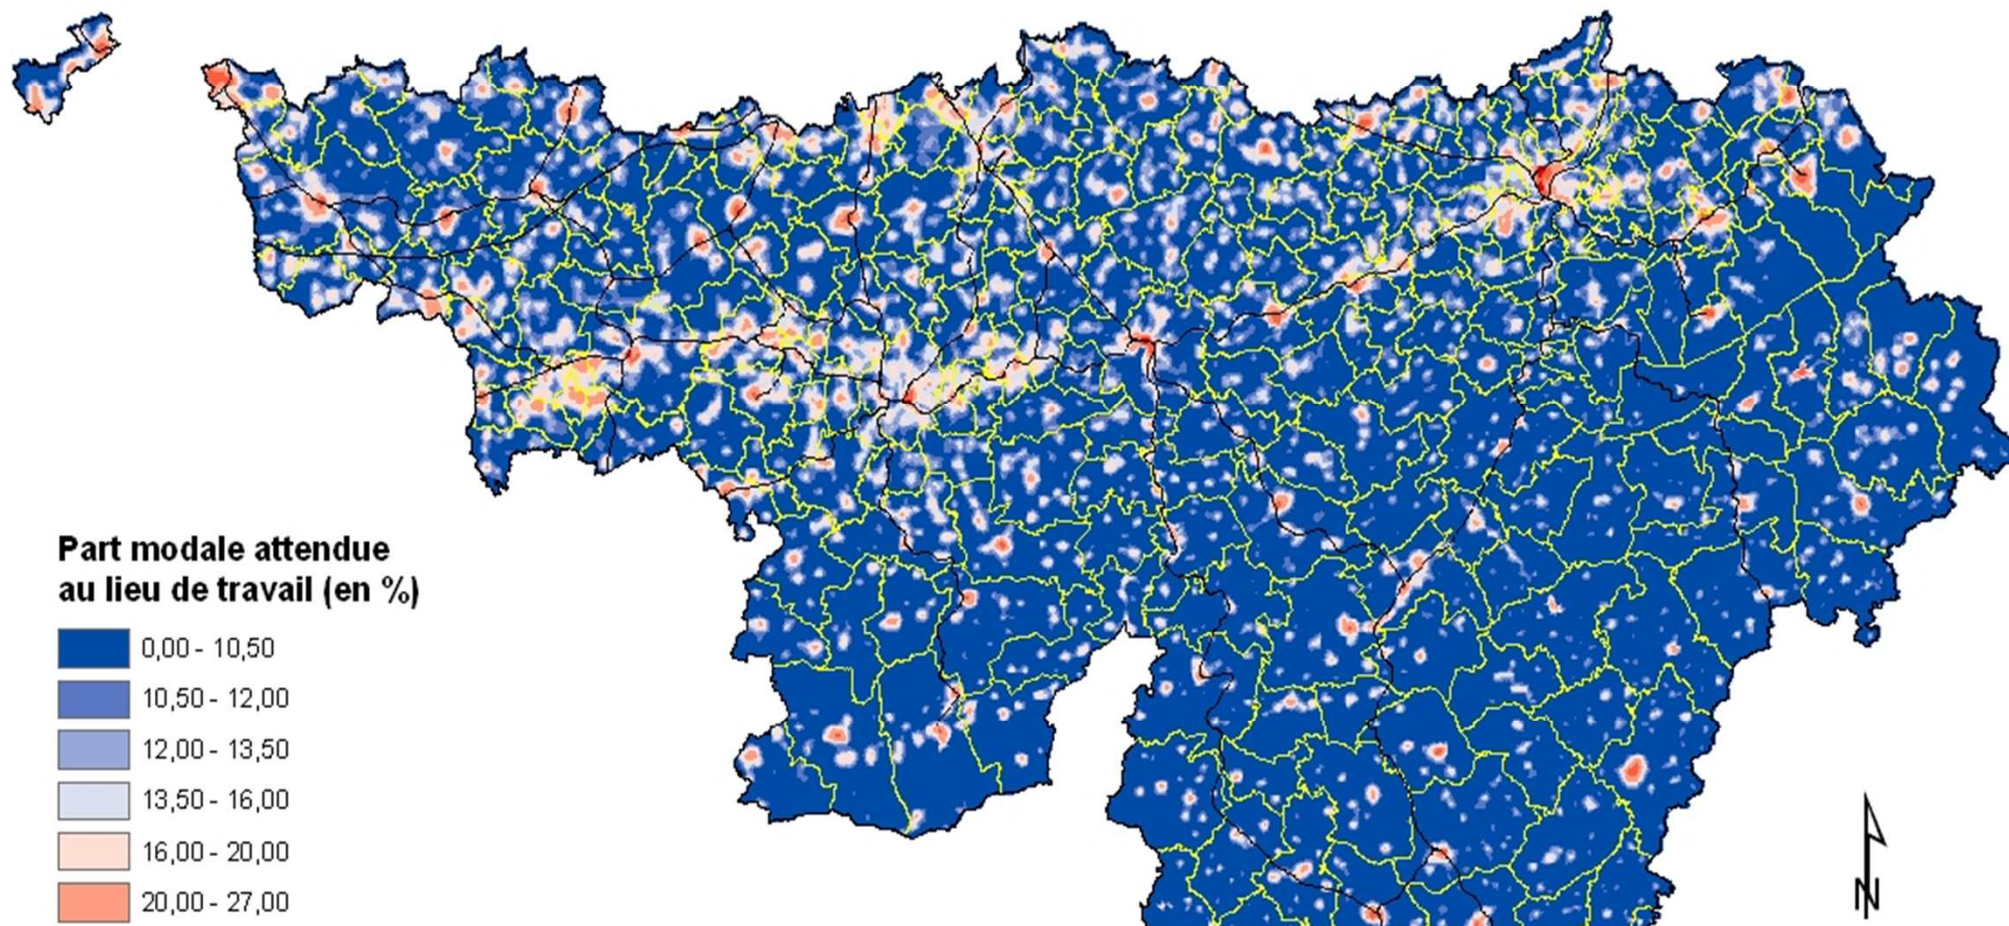 Part modale attendue
au lieu de travail (en %)
0,00 - 10,50
10,50 - 12,00
12,00 - 13,50
13,50 - 16,00
16,00 - 20,00
20,00 - 27,00
N